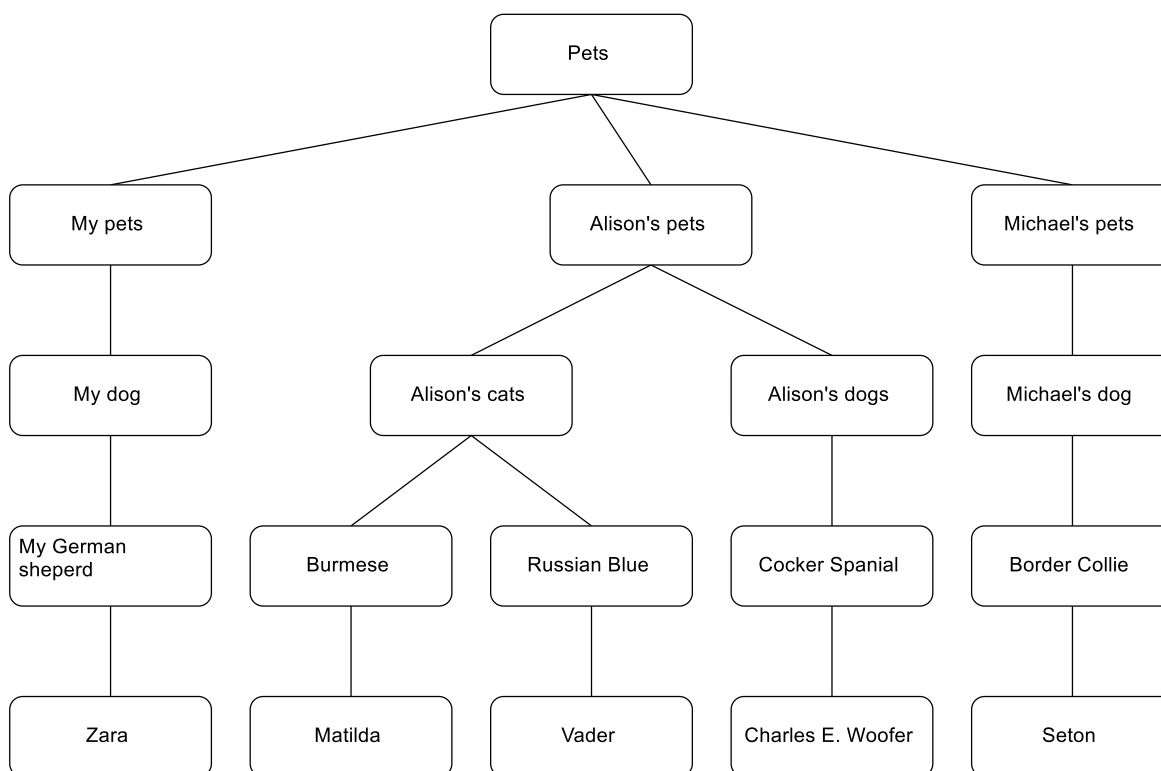 Pets
My pets
Alison's pets
Michael's pets
My dog
Alison's cats
Alison's dogs
Michael's dog
My German
sheperd
Burmese
Russian Blue
Cocker Spanial
Border Collie
Zara
Matilda
Vader
Charles E. Woofer
Seton